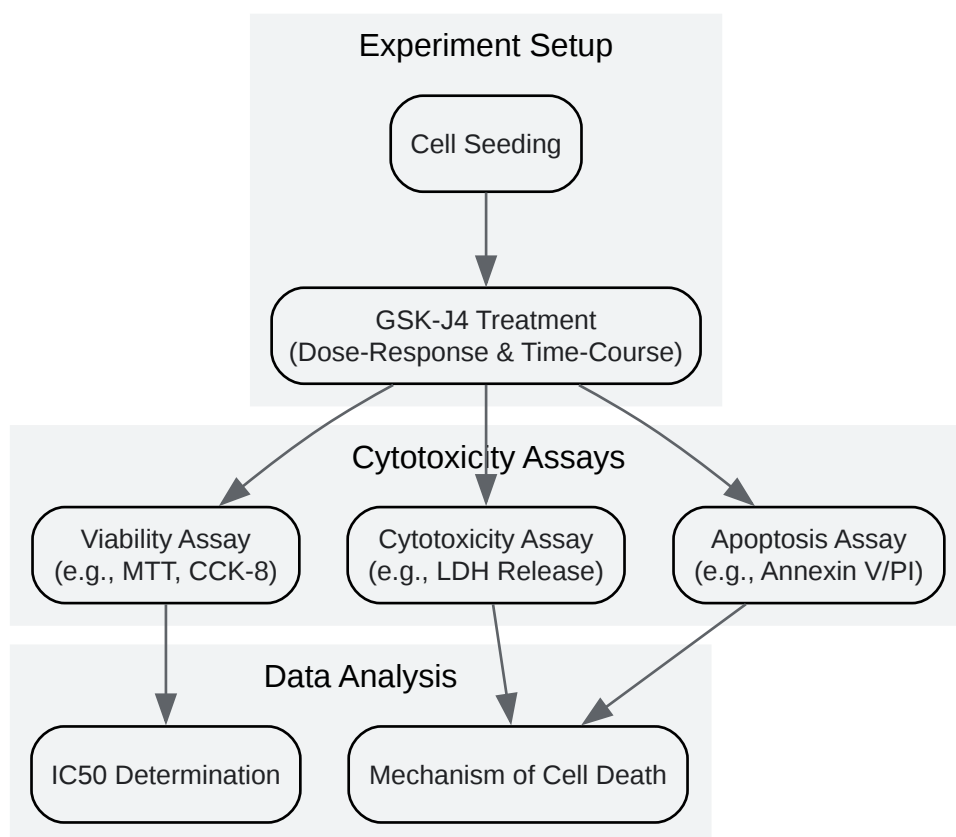 Experiment Setup
Cell Seeding
GSK-J4 Treatment
(Dose-Response & Time-Course)
Cytotoxicity Assays
Viability Assay
(e.g., MTT, CCK-8)
Cytotoxicity Assay
(e.g., LDH Release)
Apoptosis Assay
(e.g., Annexin V/PI)
Data Analysis
IC50 Determination
Mechanism of Cell Death